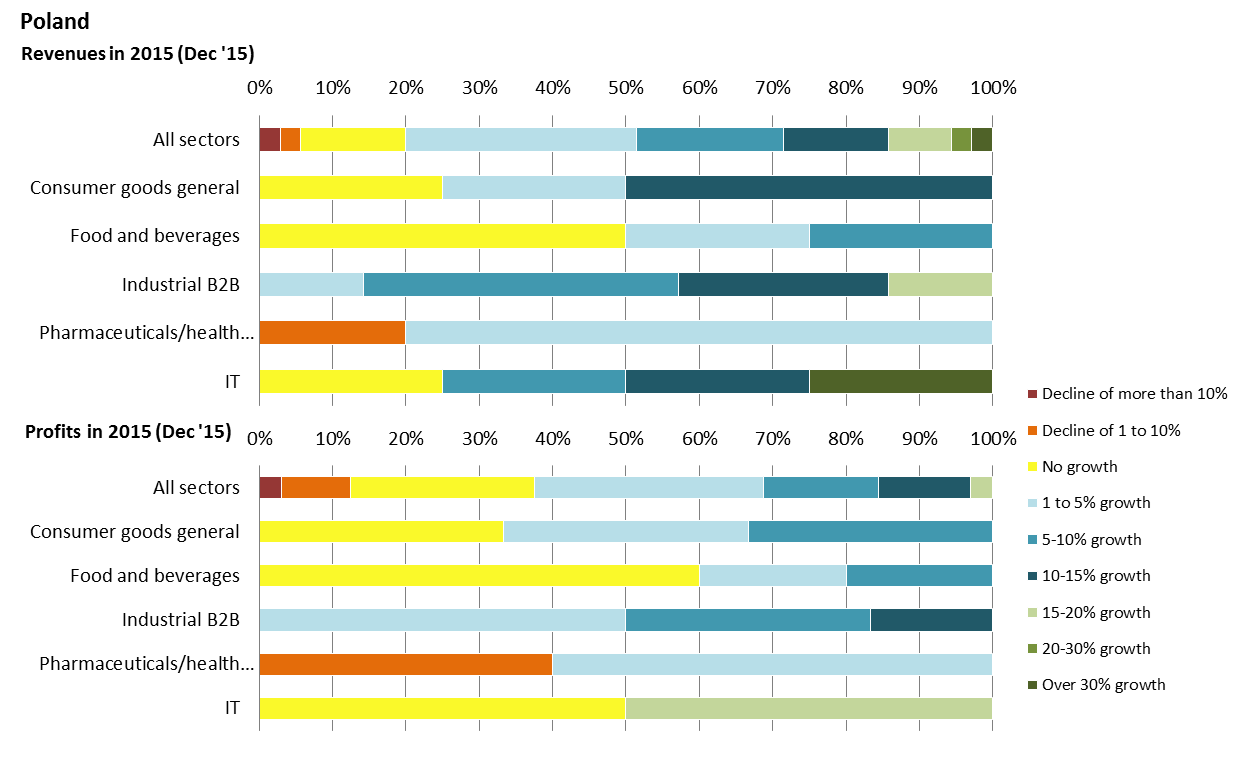 Poland
Revenues in 2015 (Dec '15)
0% 10% 20% 30% 40% 50% 60% 70% 80% 90% 100%
All sectors
Consumer goods general
Food and beverages
Industrial B2B
Pharmaceuticals/health...
IT
Profits in 2015 (Dec '15)
0% 10% 20% 30% 40% 50% 60% 70% 80% 90% 100%
All sectors
Consumer goods general
Food and beverages
Industrial B2B
Pharmaceuticals/health...
IT
Decline of more than 10%
Decline of 1 to 10%
No growth
1 to 5% growth
5-10% growth
10-15% growth
15-20% growth
20-30% growth
Over 30% growth